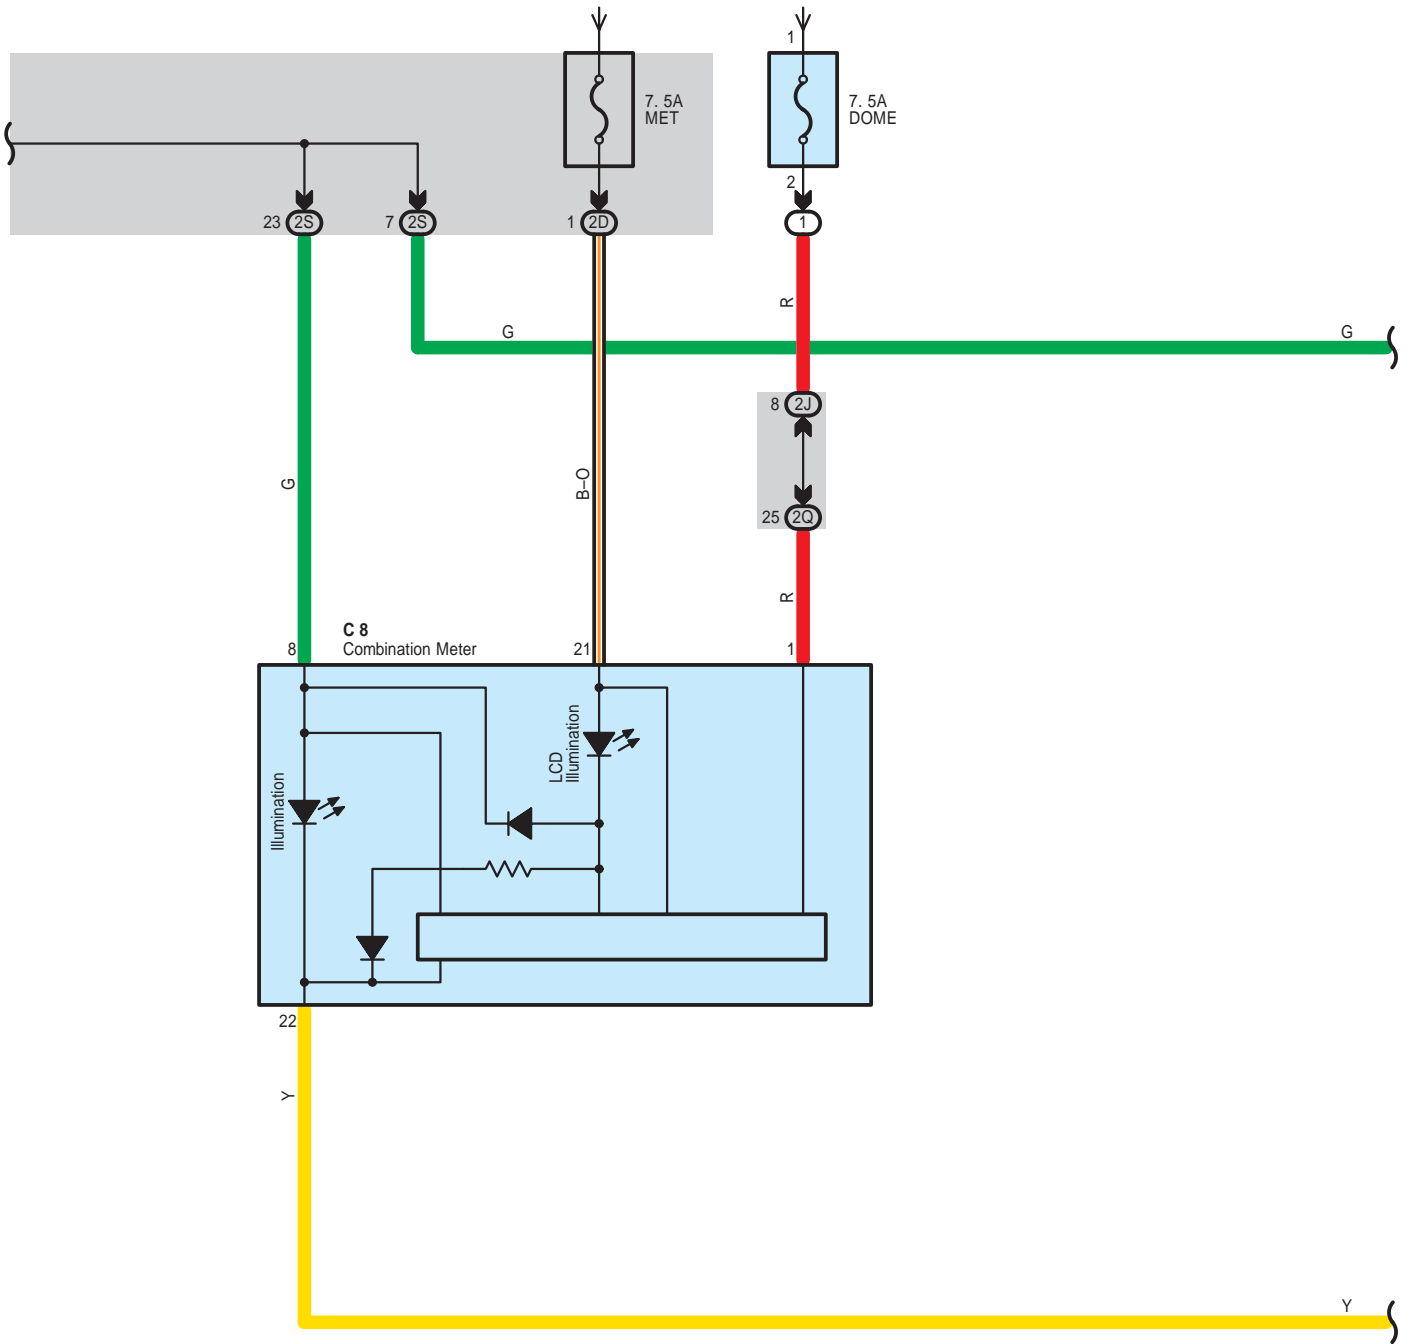 1
7. 5A
MET
7. 5A
DOME
2
23 2S
7 2S
1 2D
1
R
G
G
8 2J
G
B–O
25 2Q
R
C 8
Combination Meter
8
21
1
LCD
Illumination
Illumination
22
Y
Y